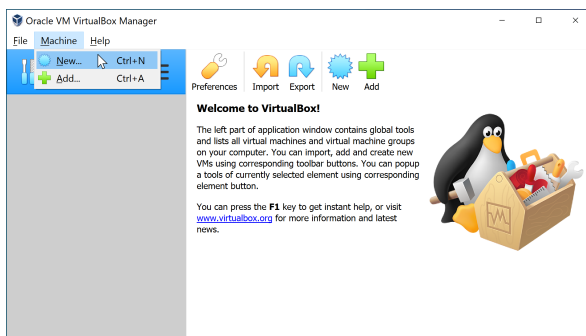 Oracle VM VirtualBox Manager
File Machine Help
New... Ctrl+N
Add... Ctrl+A
Preferences Import Export New Add
Welcome to VirtualBox!
The left part of application window contains global tools
and lists all virtual machines and virtual machine groups
on your computer. You can import, add and create new
VMs using corresponding toolbar buttons. You can popup
a tools of currently selected element using corresponding
element button.
You can press the F1 key to get instant help, or visit
www.virtualbox.org for more information and latest
news.